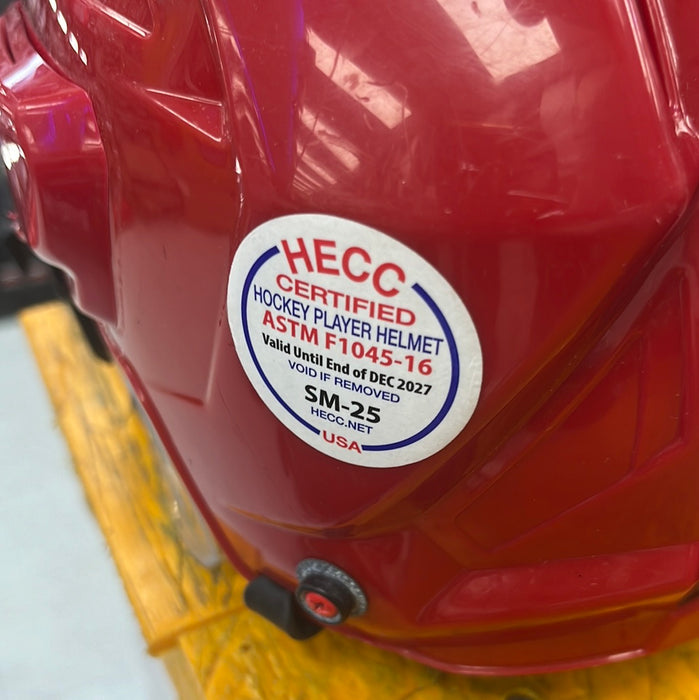 HECC
CERTIFIED
HOCKEY PLAYER HELMET
ASTM F1045-16
Valid Until End of DEC 2027
VOID IF REMOVED
SM-25
HECC.NET
USA